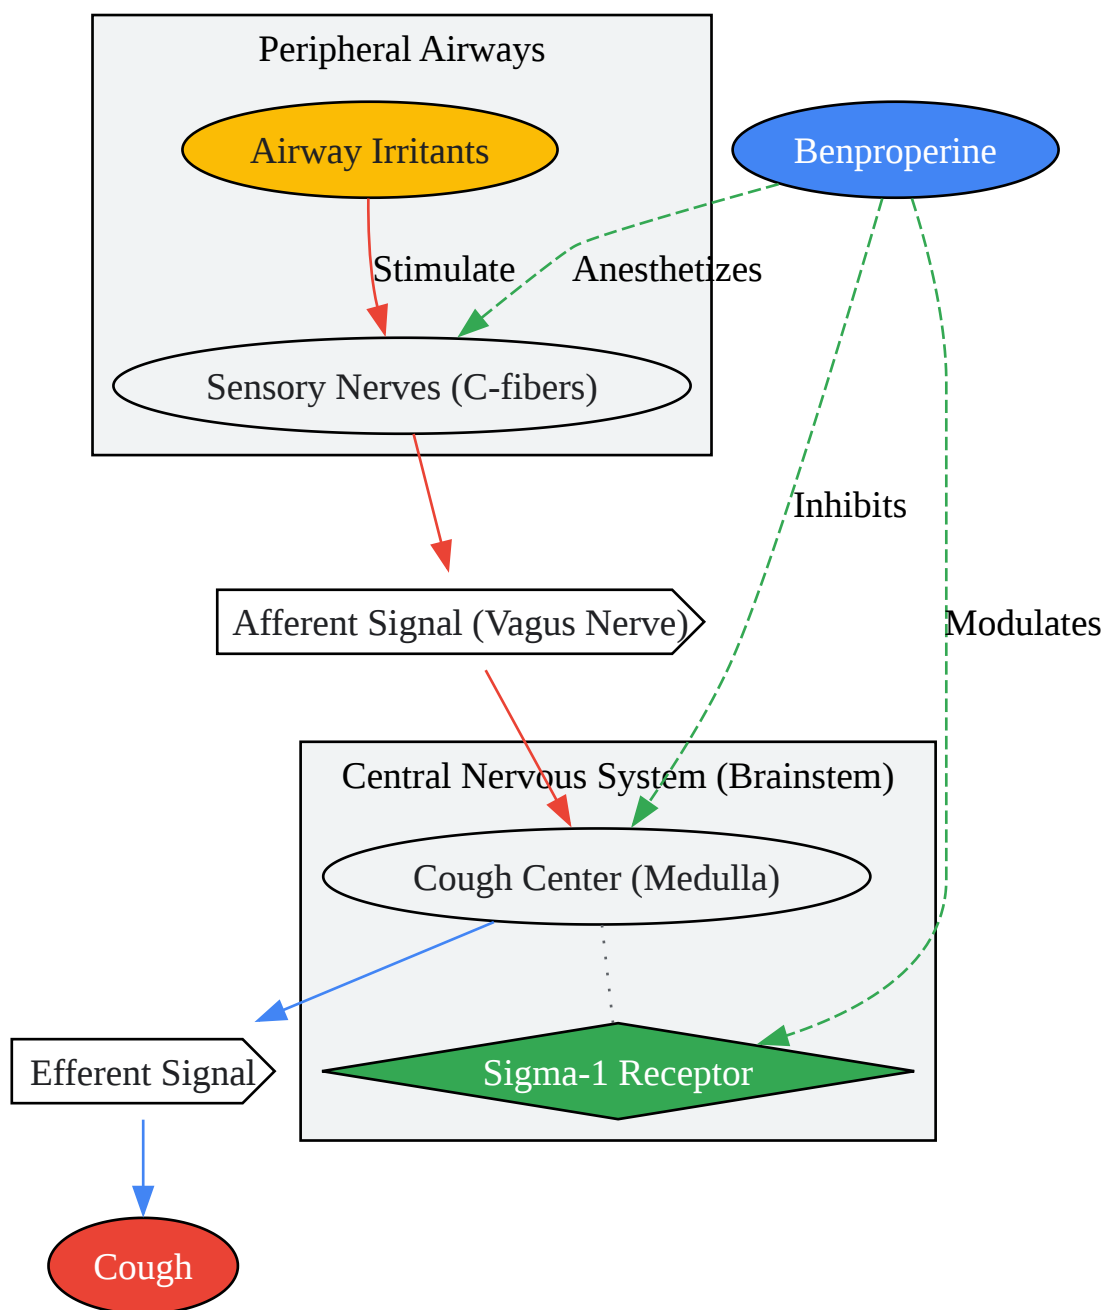 Peripheral Airways
Airway Irritants
Benproperine
Stimulate
Anesthetizes
Sensory Nerves (C-fibers)
Inhibits
Afferent Signal (Vagus Nerve)
Modulates
Central Nervous System (Brainstem)
Cough Center (Medulla)
Sigma-1 Receptor
Efferent Signal
Cough